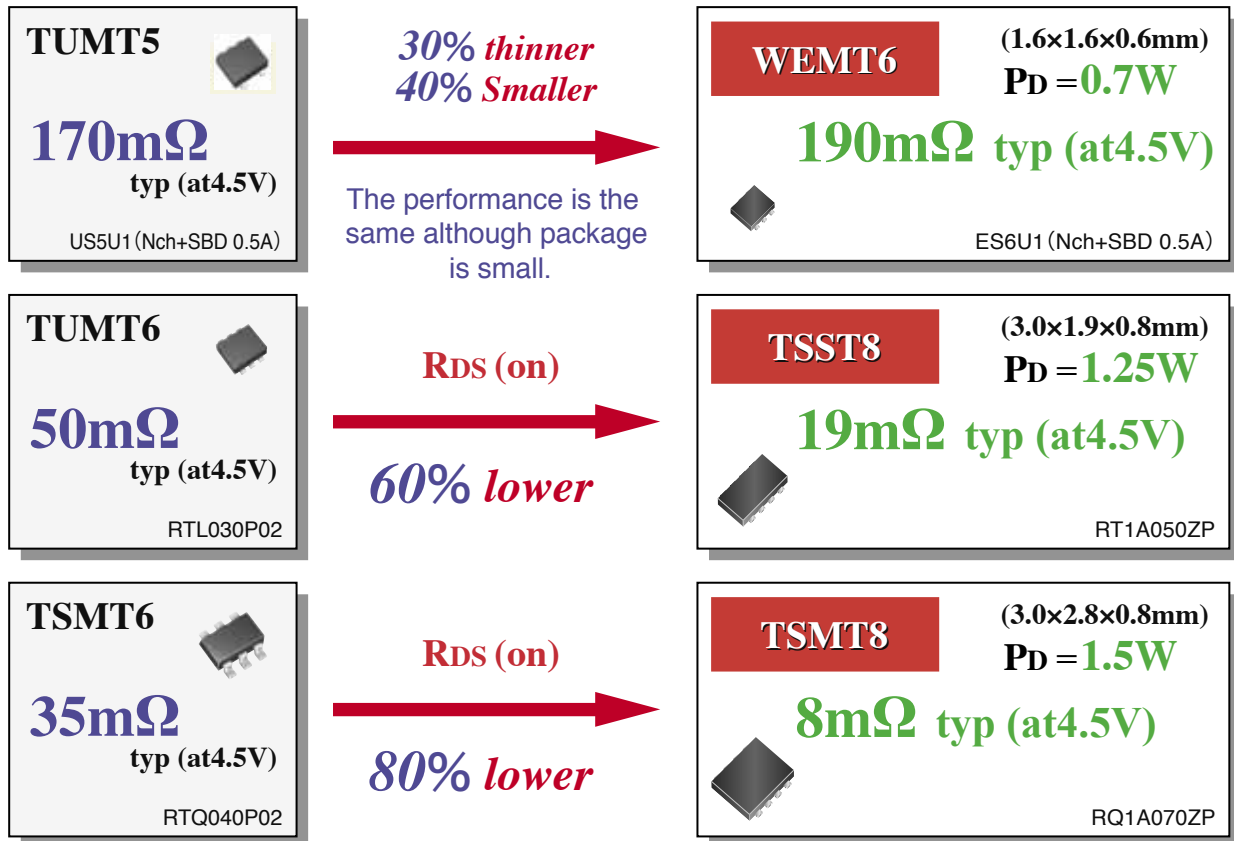 TUMT5
170mΩ
typ (at4.5V)
US5U1(Nch+SBD 0.5A)
30% thinner
40% Smaller
The performance is the
same although package
is small.
WEMT6
(1.6×1.6×0.6mm)
PD =0.7W
190mΩ typ (at4.5V)
ES6U1(Nch+SBD 0.5A)
TUMT6
50mΩ
typ (at4.5V)
RTL030P02
RDS (on)
60% lower
TSST8
(3.0×1.9×0.8mm)
PD =1.25W
19mΩ typ (at4.5V)
RT1A050ZP
TSMT6
35mΩ
typ (at4.5V)
RTQ040P02
RDS (on)
80% lower
TSMT8
(3.0×2.8×0.8mm)
PD =1.5W
8mΩ typ (at4.5V)
RQ1A070ZP